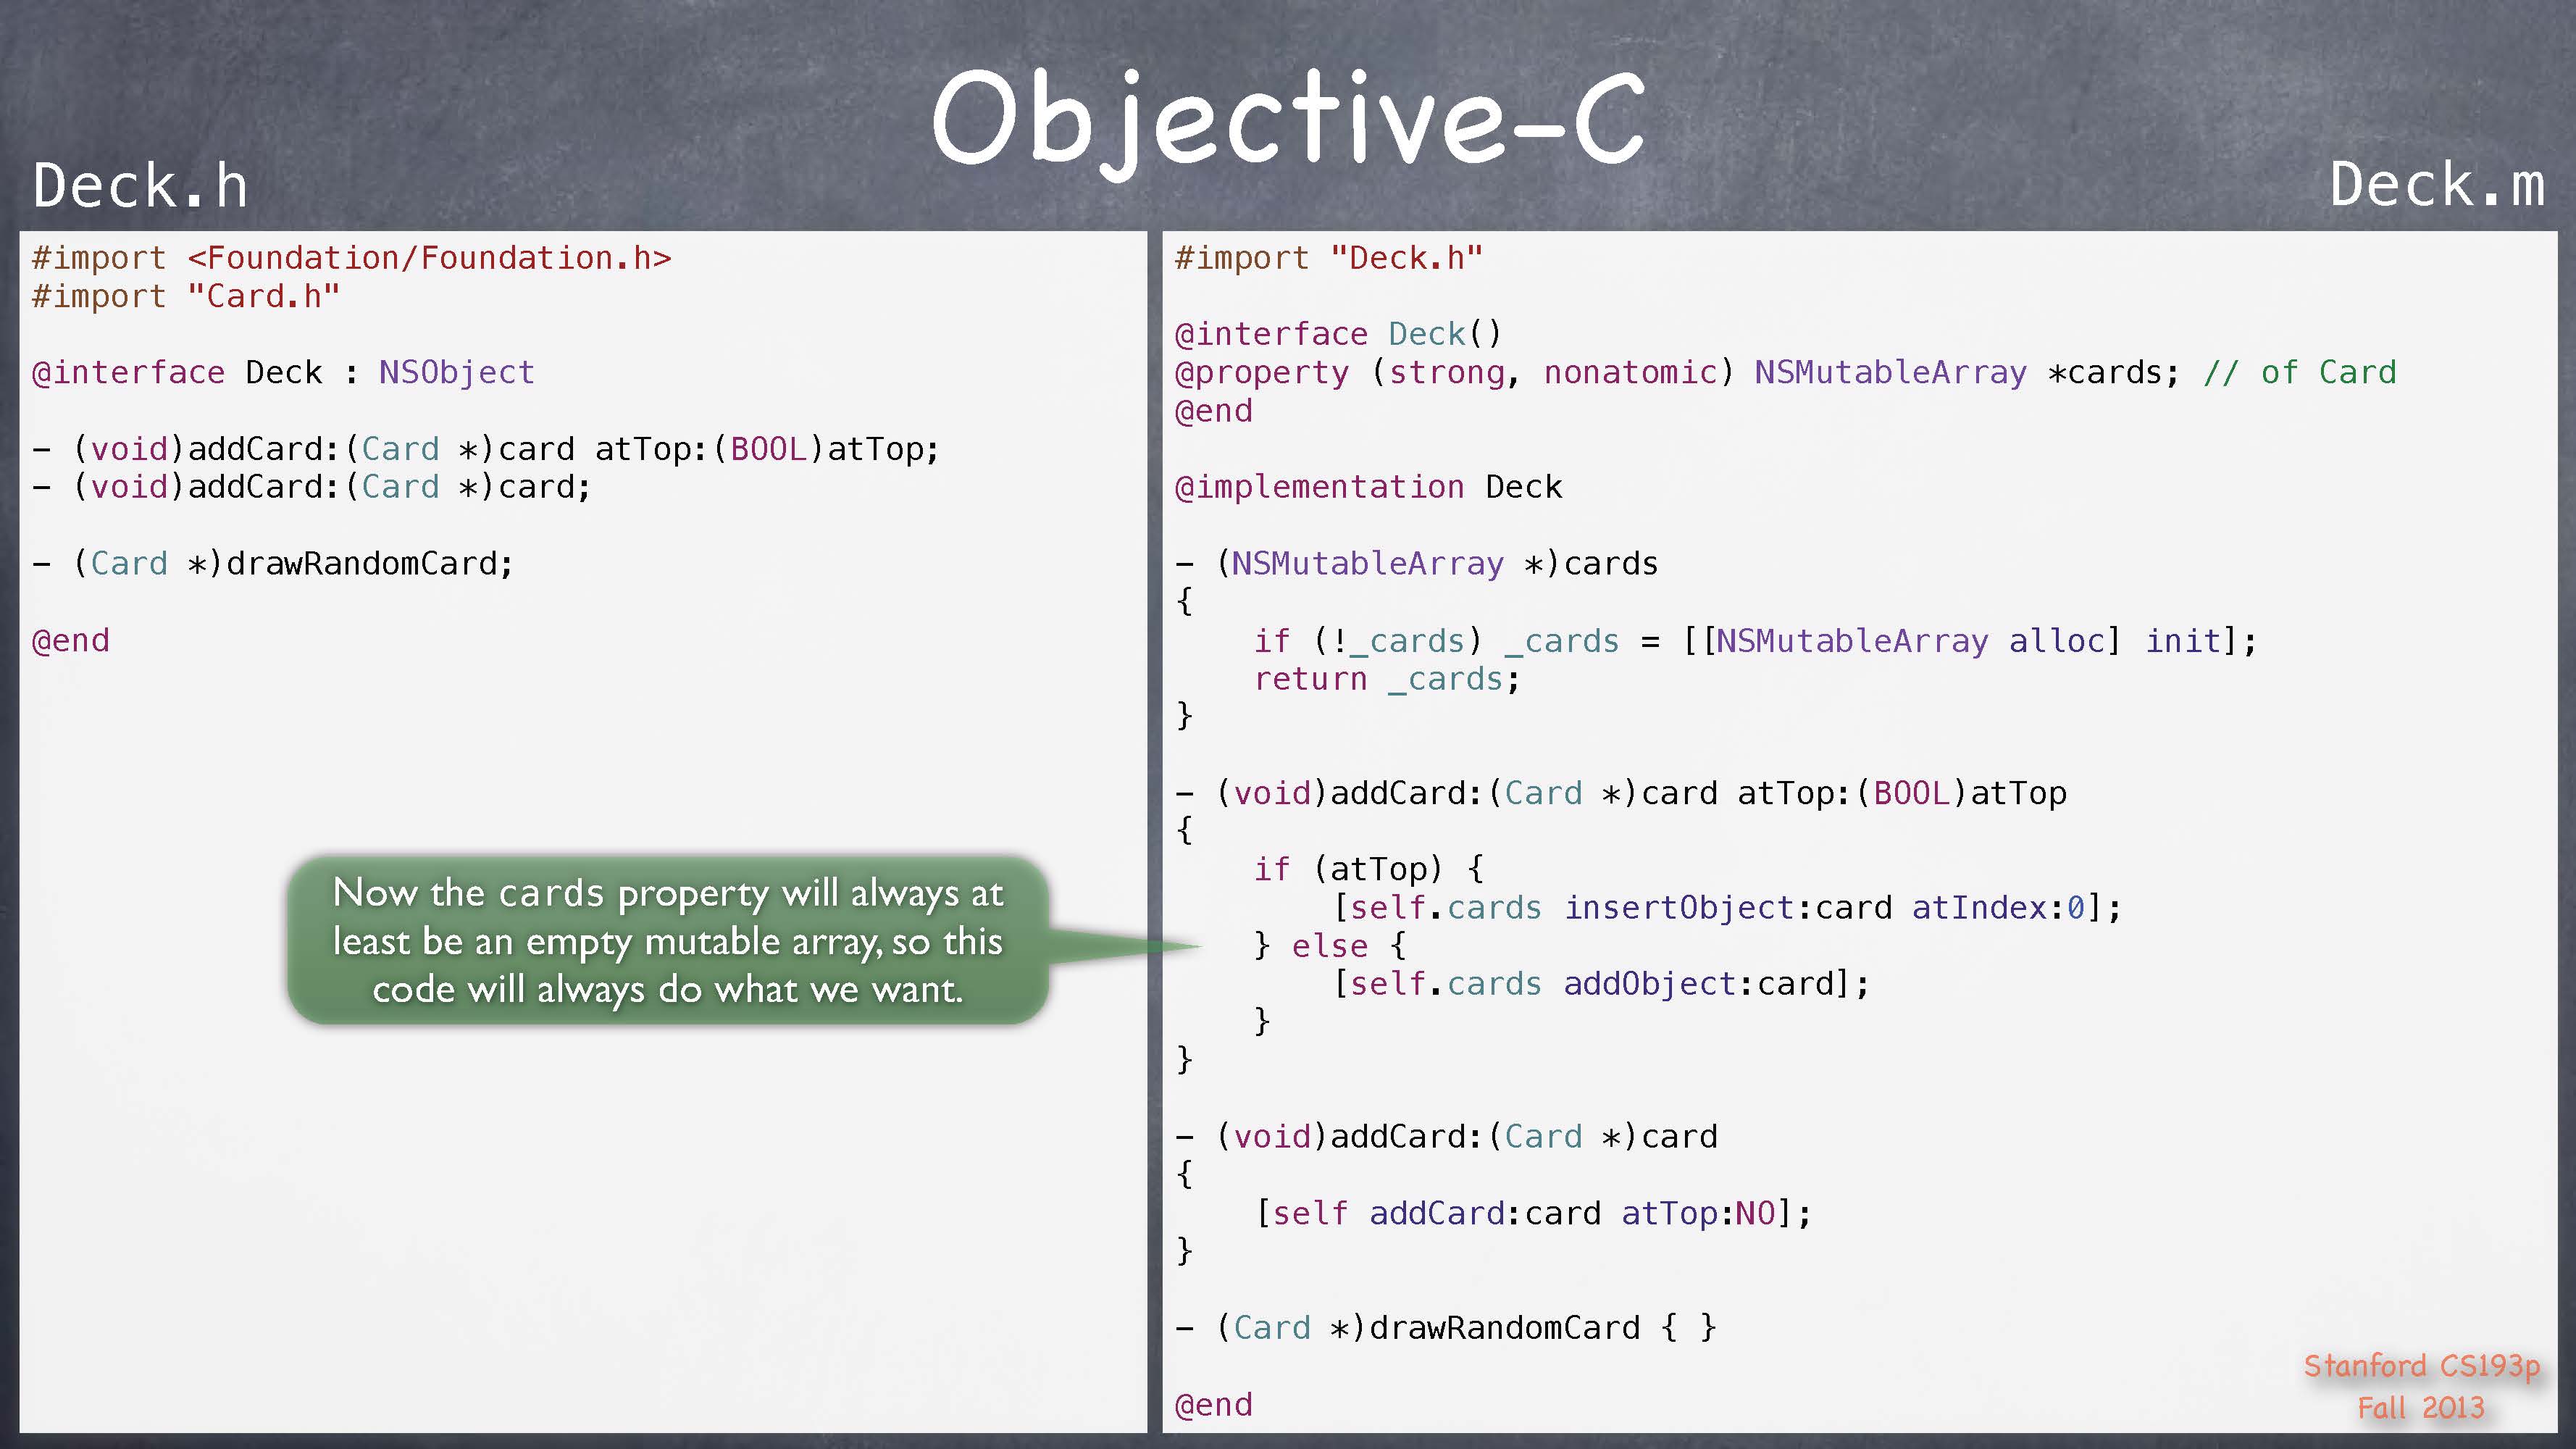 Objective-C
Deck.h
#import <Foundation/Foundation.h>
#import "Card.h"
@interface Deck : NSObject
- (void)addCard:(Card *)card atTop:(BOOL)atTop;
- (void)addCard:(Card *)card;
- (Card *)drawRandomCard;
@end
Now the cards property will always at
least be an empty mutable array, so this
code will always do what we want.
Deck.m
#import "Deck.h"
@interface Deck()
@property (strong, nonatomic) NSMutableArray *cards; // of Card
@end
@implementation Deck
- (NSMutableArray *)cards
{
    if (!_cards) _cards = [[NSMutableArray alloc] init];
    return _cards;
}
- (void)addCard:(Card *)card atTop:(BOOL)atTop
{
    if (atTop) {
        [self.cards insertObject:card atIndex:0];
    } else {
        [self.cards addObject:card];
    }
}
- (void)addCard:(Card *)card
{
    [self addCard:card atTop:NO];
}
- (Card *)drawRandomCard { }
@end
Stanford CS193p
Fall 2013